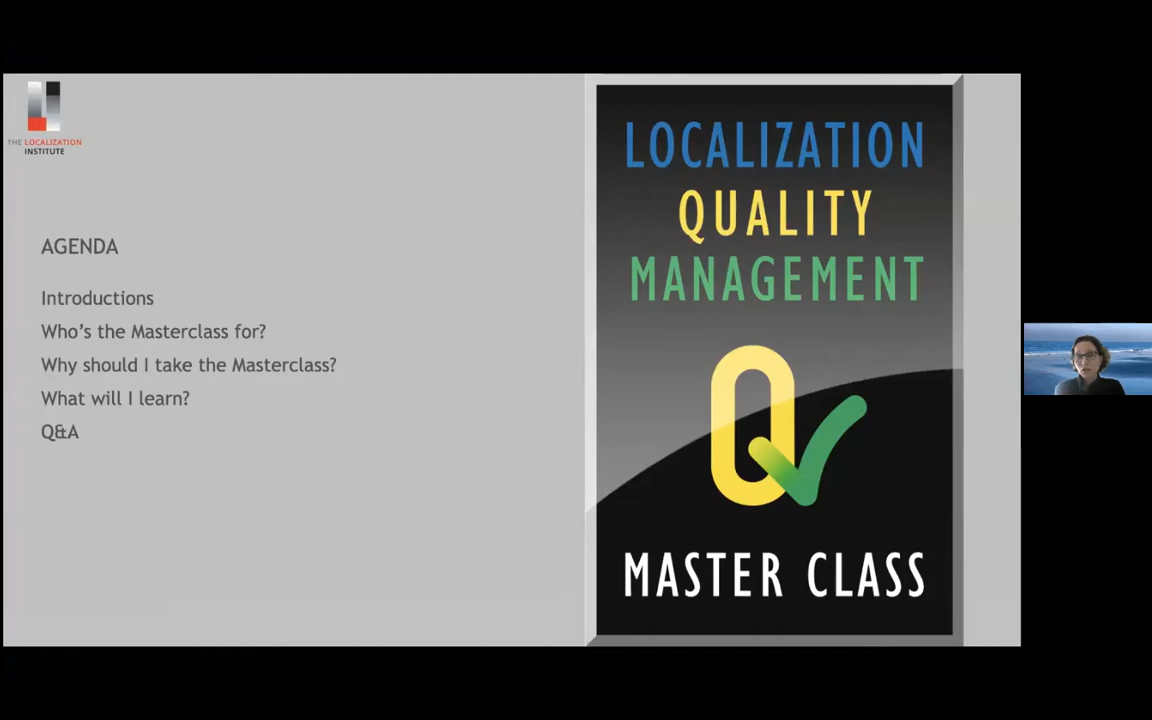 THE LOCALIZATION
INSTITUTE
AGENDA
Introductions
Who's the Masterclass for?
Why should I take the Masterclass?
What will I learn?
Q&A
LOCALIZATION
QUALITY
MANAGEMENT
MASTER CLASS